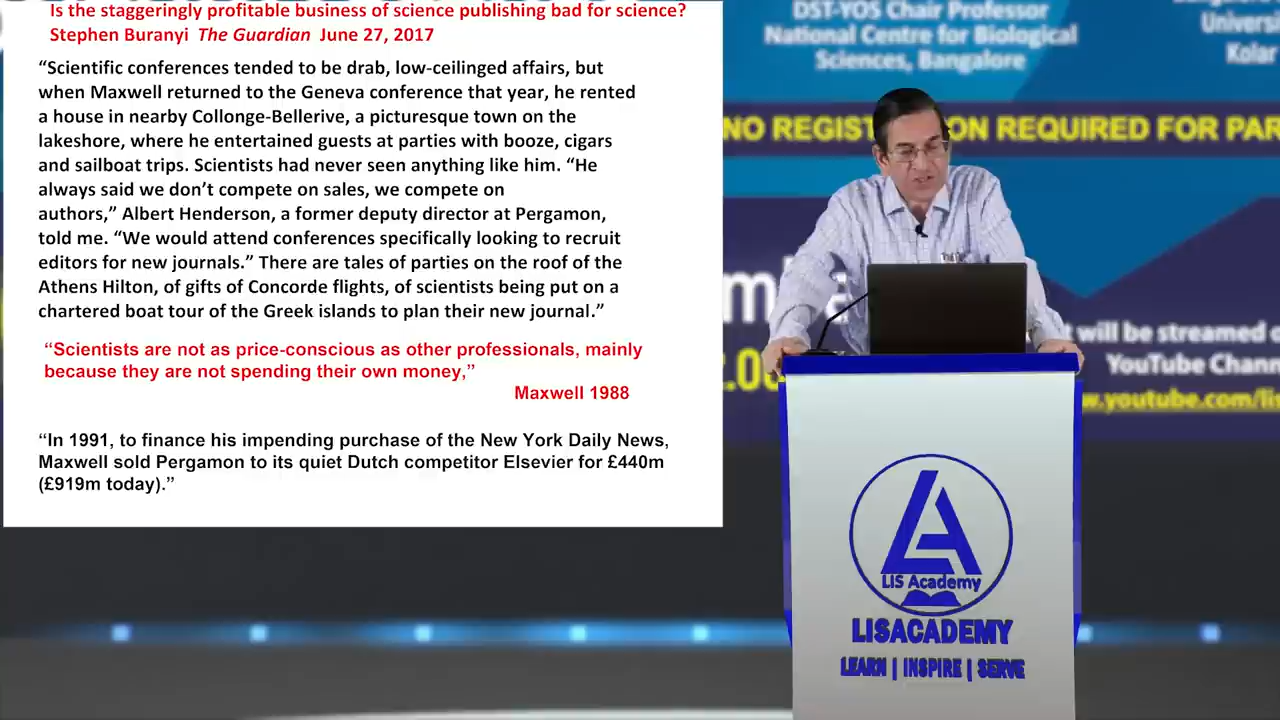 Is the staggeringly profitable business of science publishing bad for science?
Stephen Buranyi The Guardian June 27, 2017
“Scientific conferences tended to be drab, low-ceilinged affairs, but
when Maxwell returned to the Geneva conference that year, he rented
a house in nearby Collonge-Bellerive, a picturesque town on the
lakeshore, where he entertained guests at parties with booze, cigars
and sailboat trips. Scientists had never seen anything like him. “He
always said we don’t compete on sales, we compete on
authors,” Albert Henderson, a former deputy director at Pergamon,
told me. “We would attend conferences specifically looking to recruit
editors for new journals.” There are tales of parties on the roof of the
Athens Hilton, of gifts of Concorde flights, of scientists being put on a
chartered boat tour of the Greek islands to plan their new journal.”
“Scientists are not as price-conscious as other professionals, mainly
because they are not spending their own money,”
Maxwell 1988
“In 1991, to finance his impending purchase of the New York Daily News,
Maxwell sold Pergamon to its quiet Dutch competitor Elsevier for £440m
(£919m today).”
DST-YOS Chair Professor
National Centre for Biological
Sciences, Bangalore
Kolar
NO REGIST ON REQUIRED FOR PAR
will be streamed
YouTube Chann
w.youtube.com/lis
LA
LIS Academy
LISACADEMY
LEARN | INSPIRE | SERVE